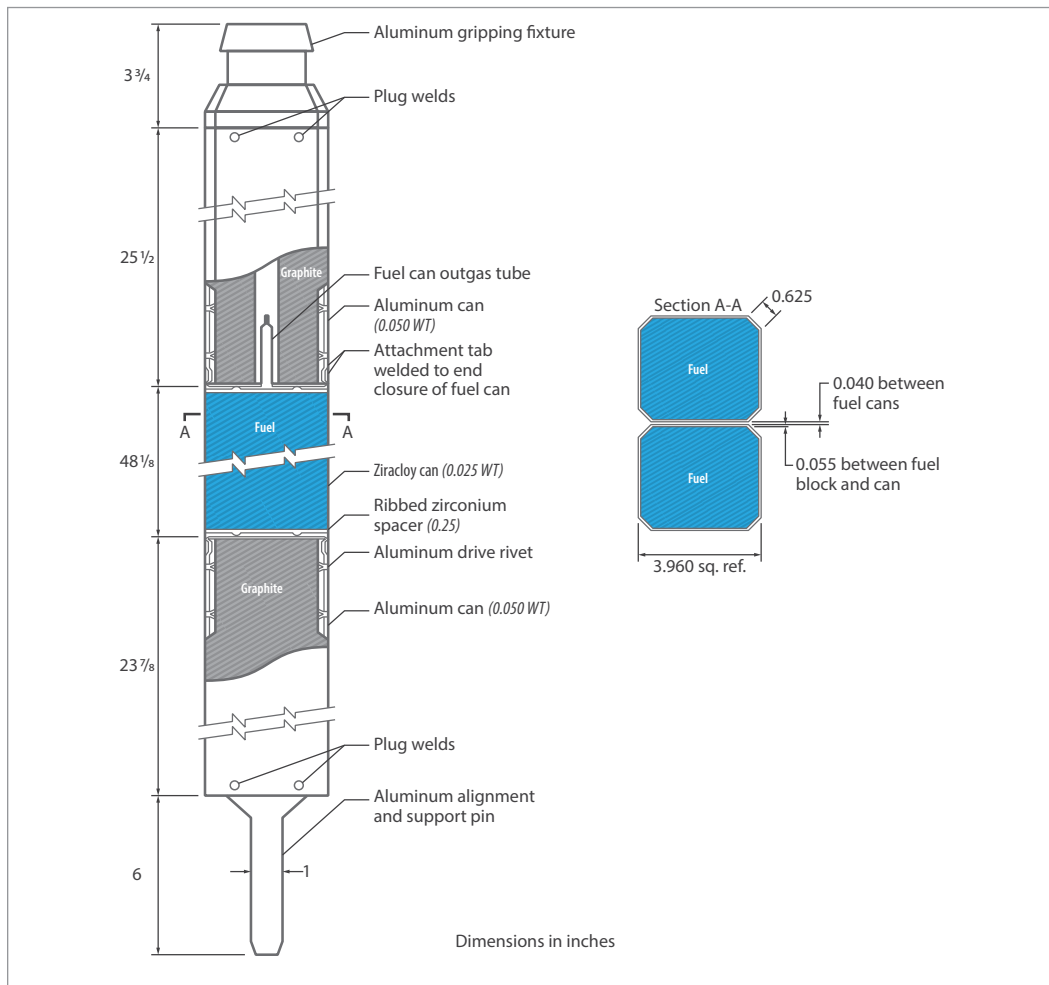 Aluminum gripping fixture
3 3/4
Plug welds
25 1/2
Graphite
Fuel can outgas tube
Aluminum can
(0.050 WT)
Attachment tab
welded to end
closure of fuel can
A
A
Fuel
48 1/8
Ziracloy can (0.025 WT)
Ribbed zirconium
spacer (0.25)
Aluminum drive rivet
Graphite
Aluminum can (0.050 WT)
23 7/8
Plug welds
Aluminum alignment
and support pin
6
1
Section A-A
0.625
Fuel
0.040 between
fuel cans
Fuel
0.055 between fuel
block and can
3.960 sq. ref.
Dimensions in inches